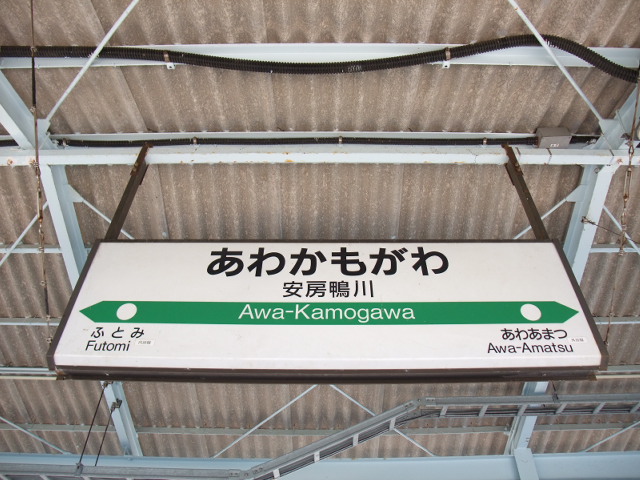 あわかもがわ
安房鴨川
Awa-Kamogawa
ふとみ
Futomi
あわあまつ
Awa-Amatsu